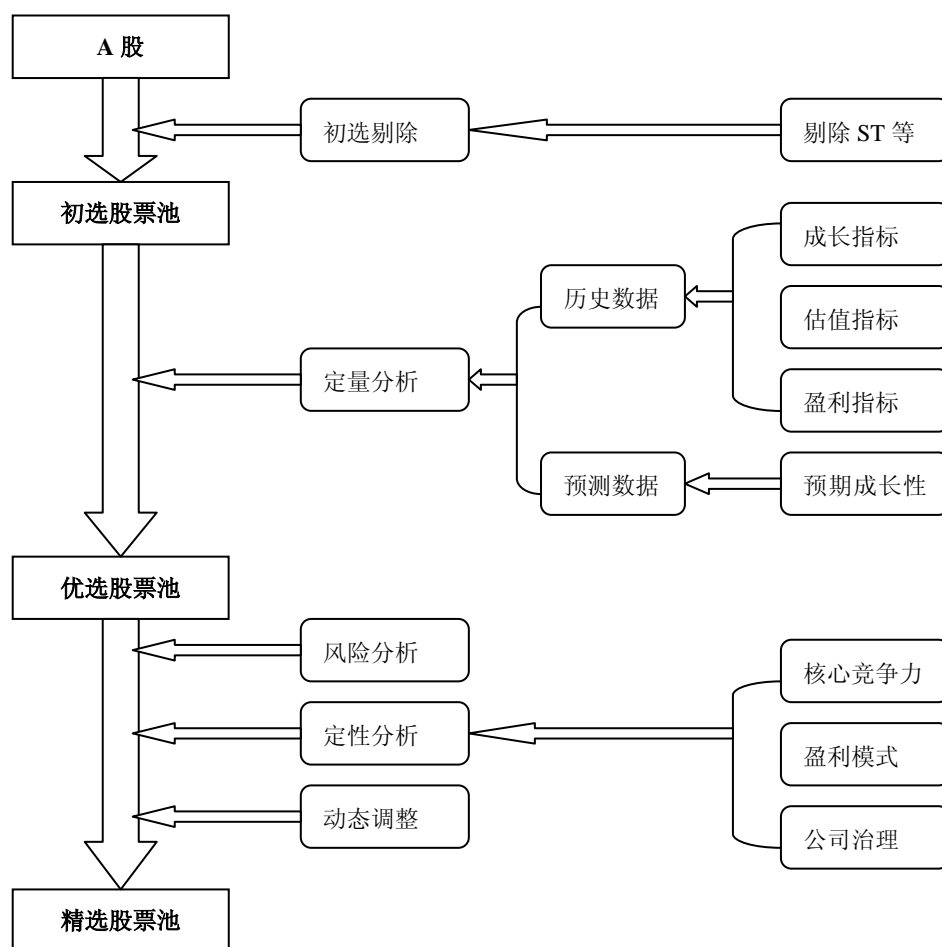 A 股
初选剔除
剔除 ST 等
初选股票池
成长指标
历史数据
估值指标
定量分析
盈利指标
预测数据
预期成长性
优选股票池
风险分析
核心竞争力
定性分析
盈利模式
动态调整
公司治理
精选股票池